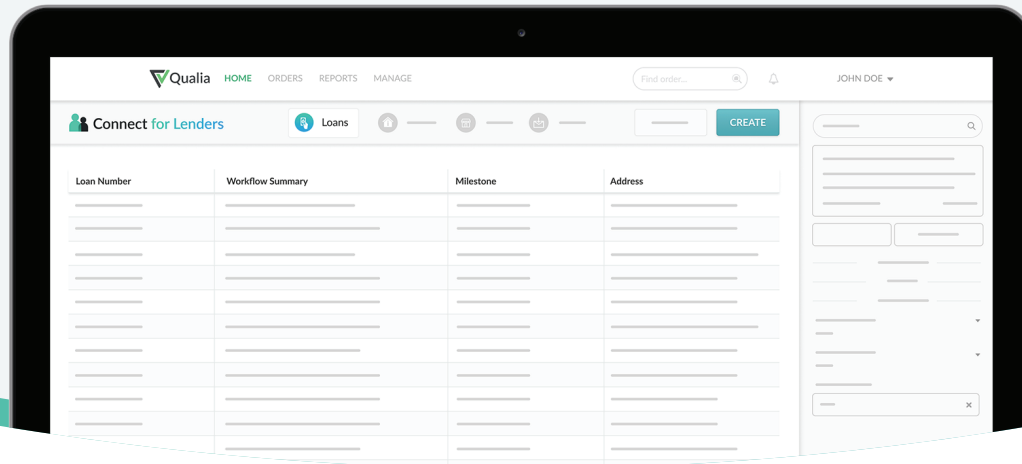 Qualia HOME ORDERS REPORTS MANAGE Find order... JOHN DOE
Connect for Lenders Loans CREATE
Loan Number Workflow Summary Milestone Address